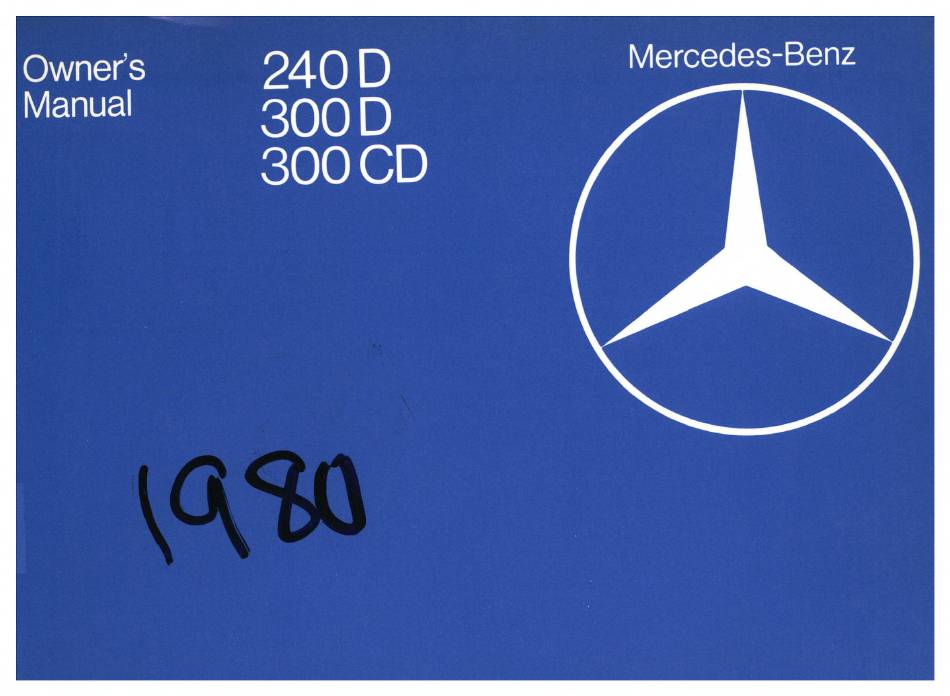 Owner's
Manual
240 D
300 D
300 CD
Mercedes-Benz
1980